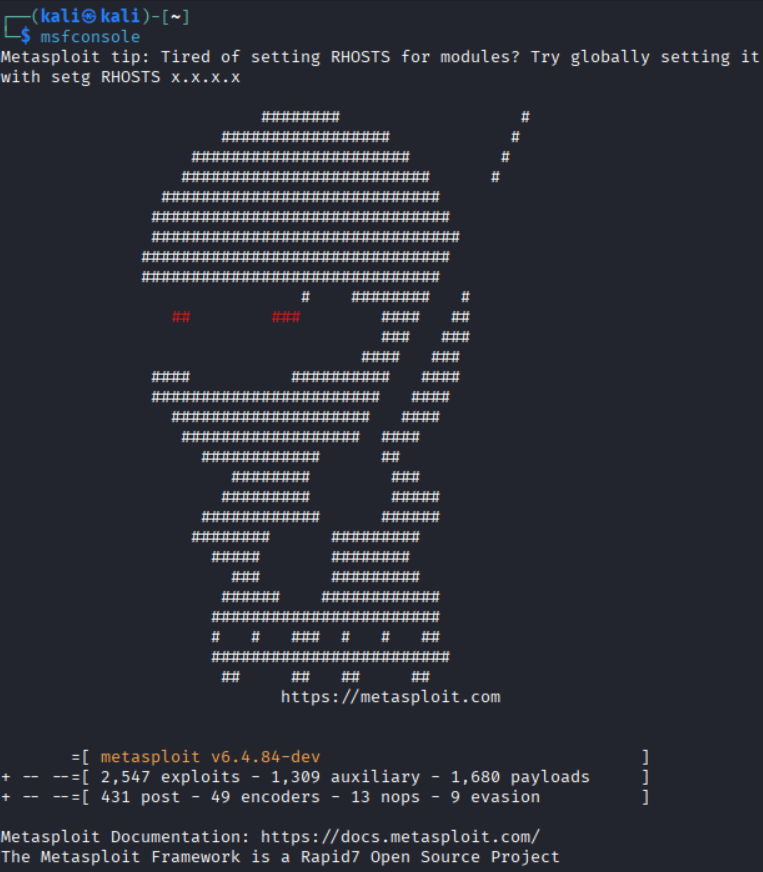 ┌──(kali㉿kali)-[~]
└─$ msfconsole
Metasploit tip: Tired of setting RHOSTS for modules? Try globally setting it
with setg RHOSTS x.x.x.x
########                   #
#################            #
######################         #
#########################      #
############################
##############################
###############################
###############################
##############################
#    ########   #
##        ###        ####   ##
###   ###
####   ###
####          ##########   ####
#######################   ####
####################   ####
##################  ####
############      ##
########        ###
#########        #####
############      ######
########      #########
#####       ########
###       #########
######    ############
#######################
#   #   ###  #   #   ##
########################
##     ##   ##     ##
https://metasploit.com
=[ metasploit v6.4.84-dev                                ]
+ -- --=[ 2,547 exploits - 1,309 auxiliary - 1,680 payloads     ]
+ -- --=[ 431 post - 49 encoders - 13 nops - 9 evasion          ]
Metasploit Documentation: https://docs.metasploit.com/
The Metasploit Framework is a Rapid7 Open Source Project